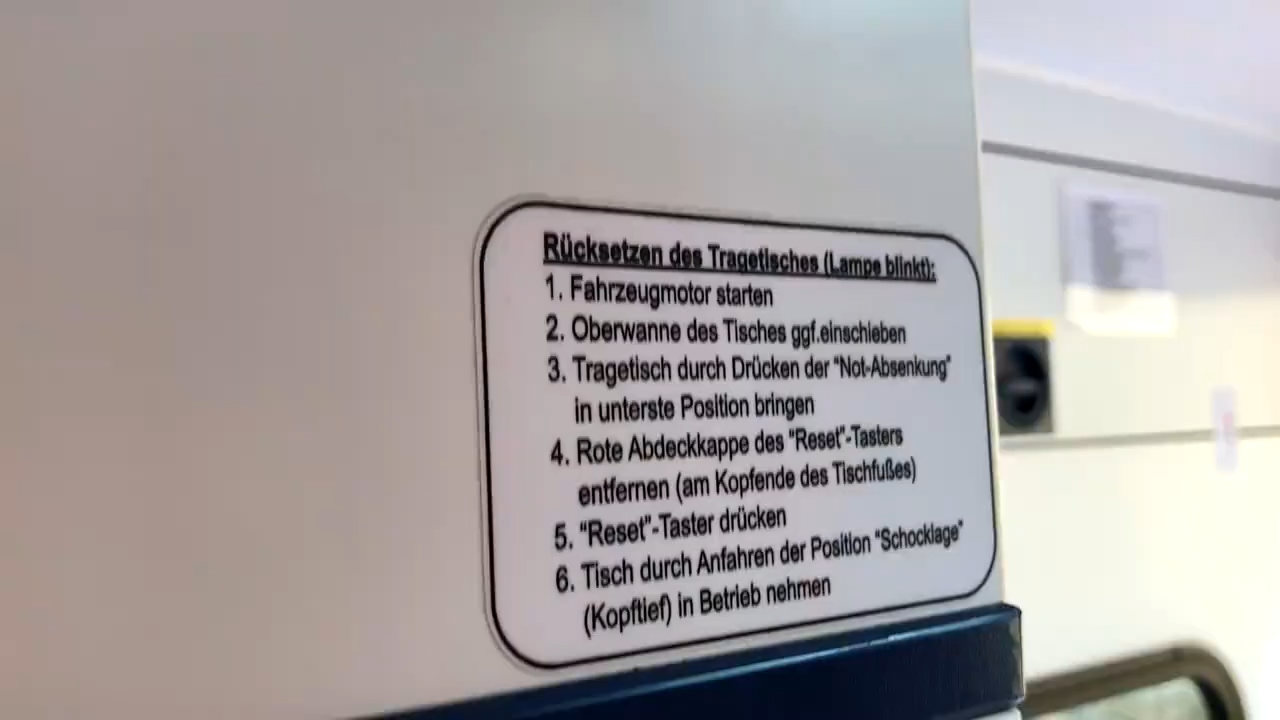 Rücksetzen des Tragetisches (Lampe blinkt):
1. Fahrzeugmotor starten
2. Oberwanne des Tisches ggf.einschieben
3. Tragetisch durch Drücken der "Not-Absenkung"
in unterste Position bringen
4. Rote Abdeckkappe des "Reset"-Tasters
entfernen (am Kopfende des Tischfußes)
5. "Reset"-Taster drücken
6. Tisch durch Anfahren der Position "Schocklage"
(Kopftief) in Betrieb nehmen